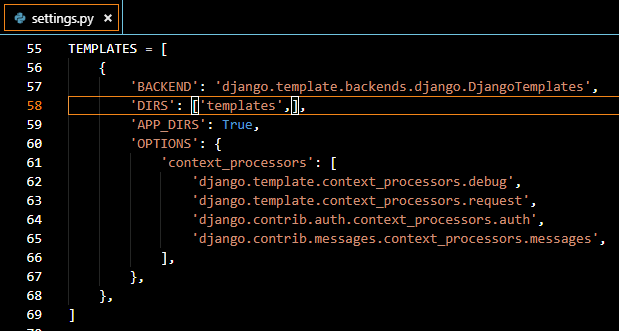 settings.py ×
55 TEMPLATES = [
56     {
57         'BACKEND': 'django.template.backends.django.DjangoTemplates',
58         'DIRS': ['templates',],
59         'APP_DIRS': True,
60         'OPTIONS': {
61             'context_processors': [
62                 'django.template.context_processors.debug',
63                 'django.template.context_processors.request',
64                 'django.contrib.auth.context_processors.auth',
65                 'django.contrib.messages.context_processors.messages',
66             ],
67         },
68     },
69 ]